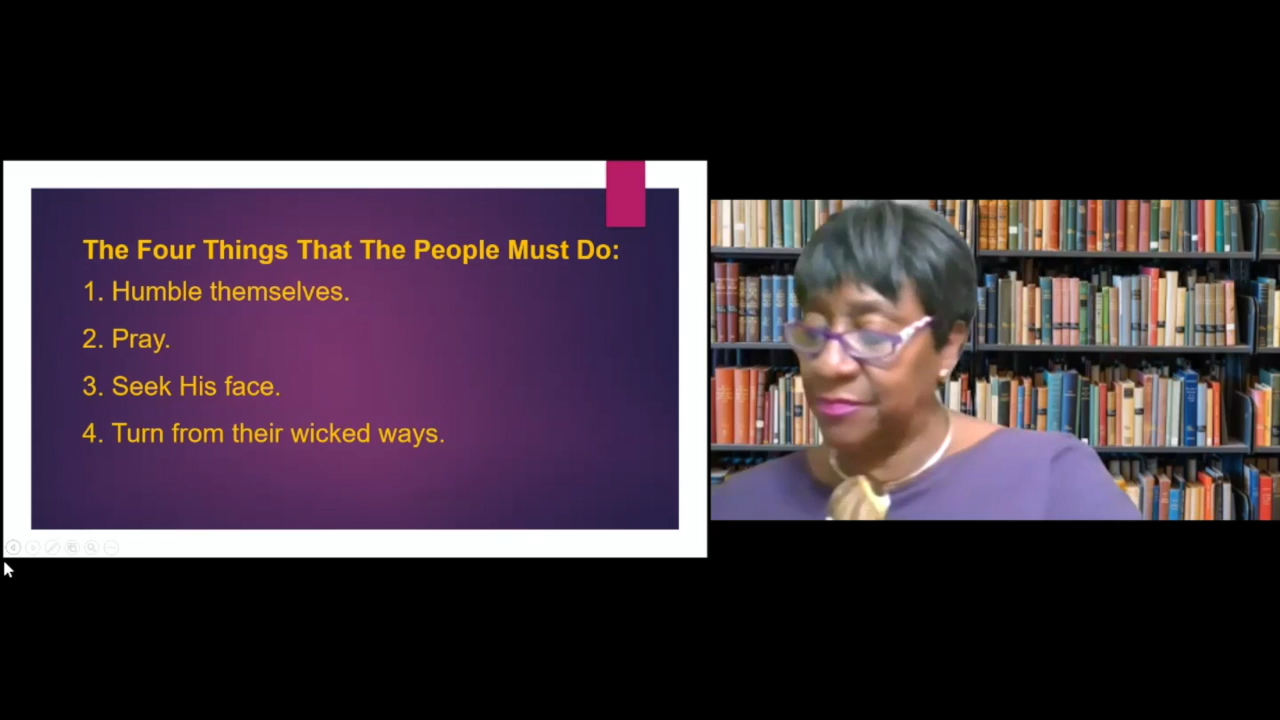 The Four Things That The People Must Do:
1. Humble themselves.
2. Pray.
3. Seek His face.
4. Turn from their wicked ways.